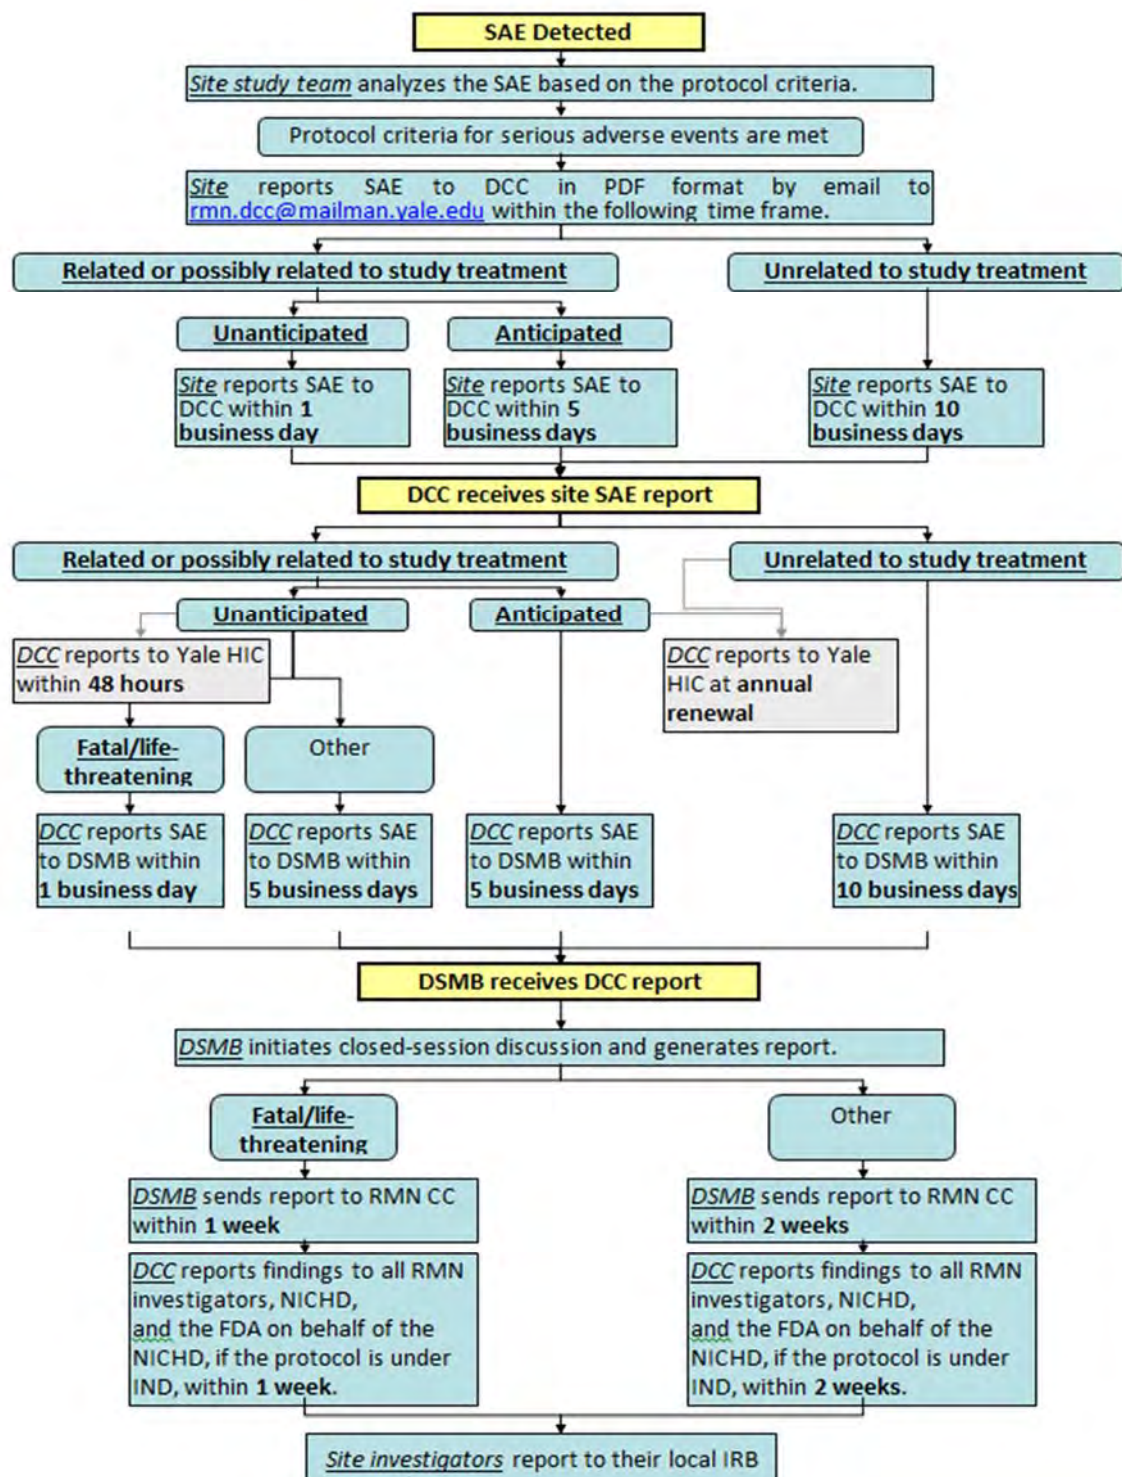 SAE Detected
Site study team analyzes the SAE based on the protocol criteria.
Protocol criteria for serious adverse events are met
Site reports SAE to DCC in PDF format by email to
rmn.dcc@mailman.yale.edu within the following time frame.
Related or possibly related to study treatment
Unrelated to study treatment
Unanticipated
Anticipated
Site reports SAE to
DCC within 1
business day
Site reports SAE to
DCC within 5
business days
Site reports SAE to
DCC within 10
business days
DCC receives site SAE report
Related or possibly related to study treatment
Unrelated to study treatment
Unanticipated
Anticipated
DCC reports to Yale HIC
within 48 hours
DCC reports to Yale
HIC at annual
renewal
Fatal/life-
threatening
Other
DCC reports SAE
to DSMB within
1 business day
DCC reports SAE
to DSMB within
5 business days
DCC reports SAE
to DSMB within
5 business days
DCC reports SAE
to DSMB within
10 business days
DSMB receives DCC report
DSMB initiates closed-session discussion and generates report.
Fatal/life-
threatening
Other
DSMB sends report to RMN CC
within 1 week
DSMB sends report to RMN CC
within 2 weeks
DCC reports findings to all RMN
investigators, NICHD,
and the FDA on behalf of the
NICHD, if the protocol is under
IND, within 1 week.
DCC reports findings to all RMN
investigators, NICHD,
and the FDA on behalf of the
NICHD, if the protocol is under
IND, within 2 weeks.
Site investigators report to their local IRB